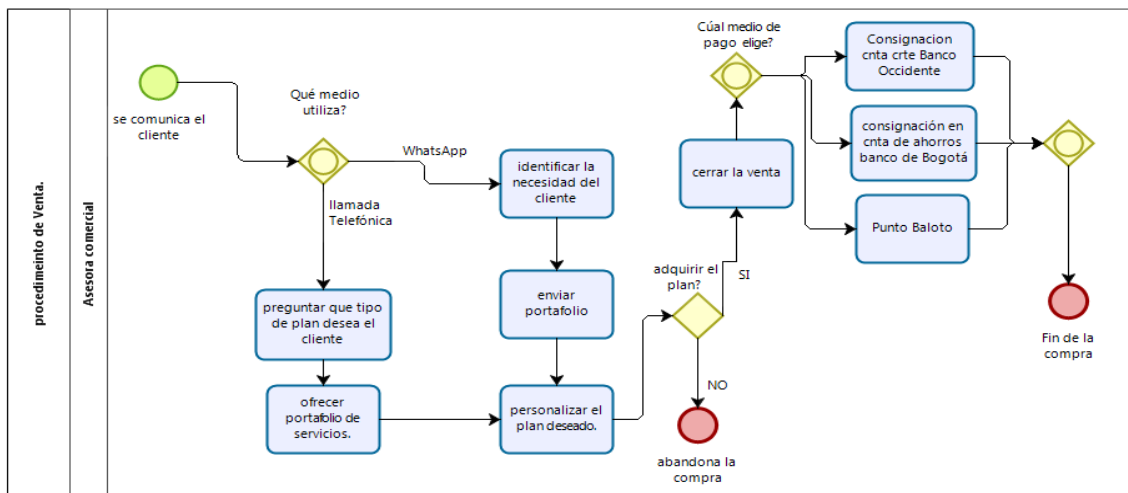 procedimeinto de Venta.
Asesora comercial
se comunica el
cliente
Qué medio
utiliza?
WhatsApp
llamada
Telefónica
preguntar que tipo
de plan desea el
cliente
ofrecer
portafolio de
servicios.
identificar la
necesidad del
cliente
enviar
portafolio
personalizar el
plan deseado.
adquirir el
plan?
SI
NO
abandona la
compra
cerrar la venta
Cúal medio de
pago elige?
Consignacion
cnta crte Banco
Occidente
consignación en
cnta de ahorros
banco de Bogotá
Punto Baloto
Fin de la
compra